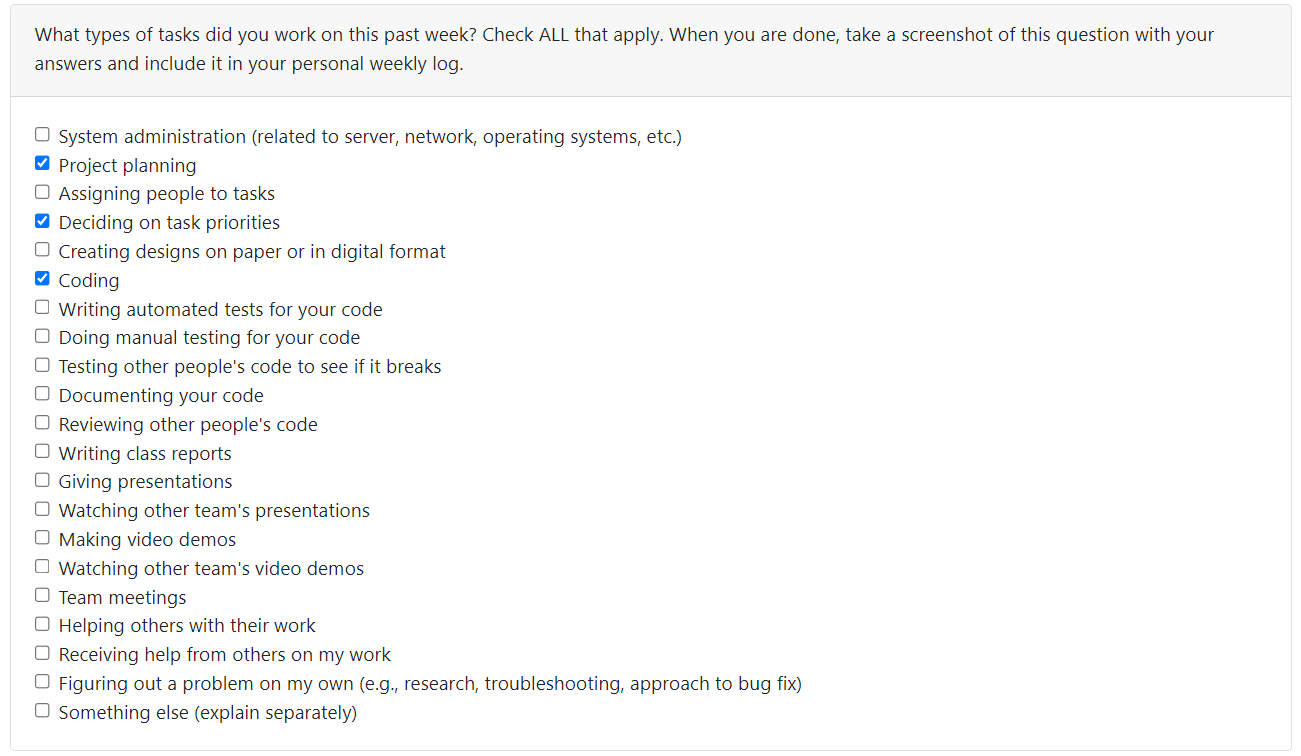 What types of tasks did you work on this past week? Check ALL that apply. When you are done, take a screenshot of this question with your
answers and include it in your personal weekly log.
System administration (related to server, network, operating systems, etc.)
Project planning
Assigning people to tasks
Deciding on task priorities
Creating designs on paper or in digital format
Coding
Writing automated tests for your code
Doing manual testing for your code
Testing other people's code to see if it breaks
Documenting your code
Reviewing other people's code
Writing class reports
Giving presentations
Watching other team's presentations
Making video demos
Watching other team's video demos
Team meetings
Helping others with their work
Receiving help from others on my work
Figuring out a problem on my own (e.g., research, troubleshooting, approach to bug fix)
Something else (explain separately)